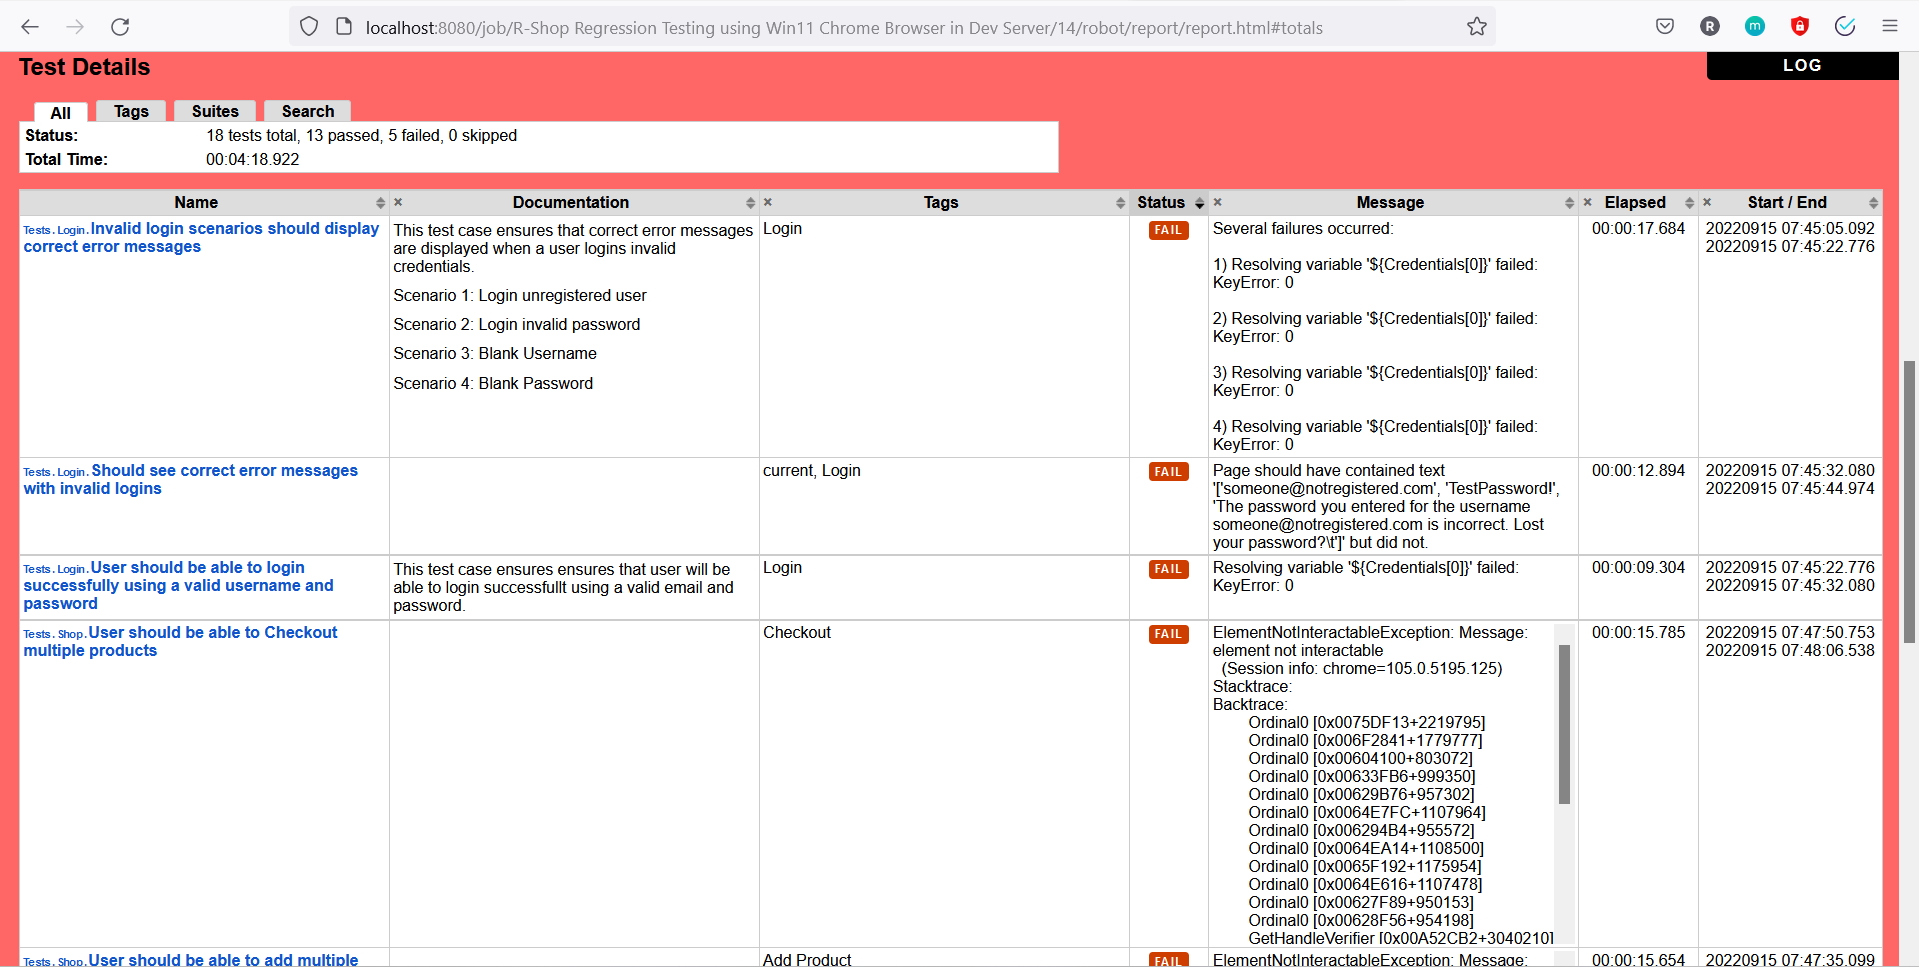 localhost:8080/job/R-Shop Regression Testing using Win11 Chrome Browser in Dev Server/14/robot/report/report.html#totals
R
m
Test Details
LOG
All
Tags
Suites
Search
Status:
18 tests total, 13 passed, 5 failed, 0 skipped
Total Time:
00:04:18.922
Name
× Documentation
× Tags
Status
× Message
× Elapsed
× Start / End
Tests. Login. Invalid login scenarios should display
correct error messages
This test case ensures that correct error messages
are displayed when a user logins invalid
credentials.
Scenario 1: Login unregistered user
Scenario 2: Login invalid password
Scenario 3: Blank Username
Scenario 4: Blank Password
Login
FAIL
Several failures occurred:
1) Resolving variable '${Credentials[0]}' failed:
KeyError: 0
2) Resolving variable '${Credentials[0]}' failed:
KeyError: 0
3) Resolving variable '${Credentials[0]}' failed:
KeyError: 0
4) Resolving variable '${Credentials[0]}' failed:
KeyError: 0
00:00:17.684
20220915 07:45:05.092
20220915 07:45:22.776
Tests. Login. Should see correct error messages
with invalid logins
current, Login
FAIL
Page should have contained text
'['someone@notregistered.com', 'TestPassword!',
'The password you entered for the username
someone@notregistered.com is incorrect. Lost
your password?\t']' but did not.
00:00:12.894
20220915 07:45:32.080
20220915 07:45:44.974
Tests. Login. User should be able to login
successfully using a valid username and
password
This test case ensures ensures that user will be
able to login successfullt using a valid email and
password.
Login
FAIL
Resolving variable '${Credentials[0]}' failed:
KeyError: 0
00:00:09.304
20220915 07:45:22.776
20220915 07:45:32.080
Tests. Shop. User should be able to Checkout
multiple products
Checkout
FAIL
ElementNotInteractableException: Message:
element not interactable
(Session info: chrome=105.0.5195.125)
Stacktrace:
Backtrace:
Ordinal0 [0x0075DF13+2219795]
Ordinal0 [0x006F2841+1779777]
Ordinal0 [0x00604100+803072]
Ordinal0 [0x00633FB6+999350]
Ordinal0 [0x00629B76+957302]
Ordinal0 [0x0064E7FC+1107964]
Ordinal0 [0x006294B4+955572]
Ordinal0 [0x0064EA14+1108500]
Ordinal0 [0x0065F192+1175954]
Ordinal0 [0x0064E616+1107478]
Ordinal0 [0x00627F89+950153]
Ordinal0 [0x00628F56+954198]
GetHandleVerifier [0x00A52CB2+3040210]
00:00:15.785
20220915 07:47:50.753
20220915 07:48:06.538
Tests. Shop. User should be able to add multiple
Add Product
FAIL
ElementNotInteractableException: Message:
00:00:15.654
20220915 07:47:35.099